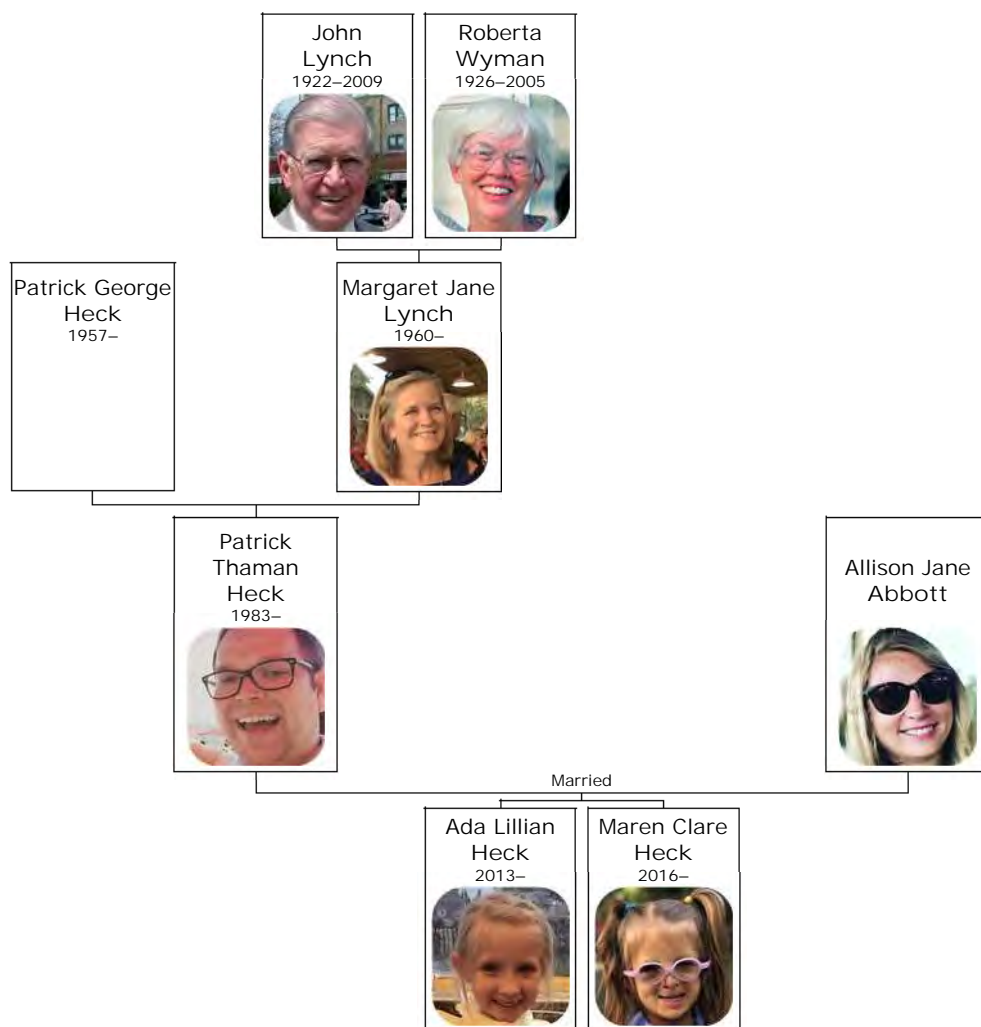 John
Lynch
1922–2009
Roberta
Wyman
1926–2005
Patrick George
Heck
1957–
Margaret Jane
Lynch
1960–
Patrick
Thaman
Heck
1983–
Allison Jane
Abbott
Married
Ada Lillian
Heck
2013–
Maren Clare
Heck
2016–